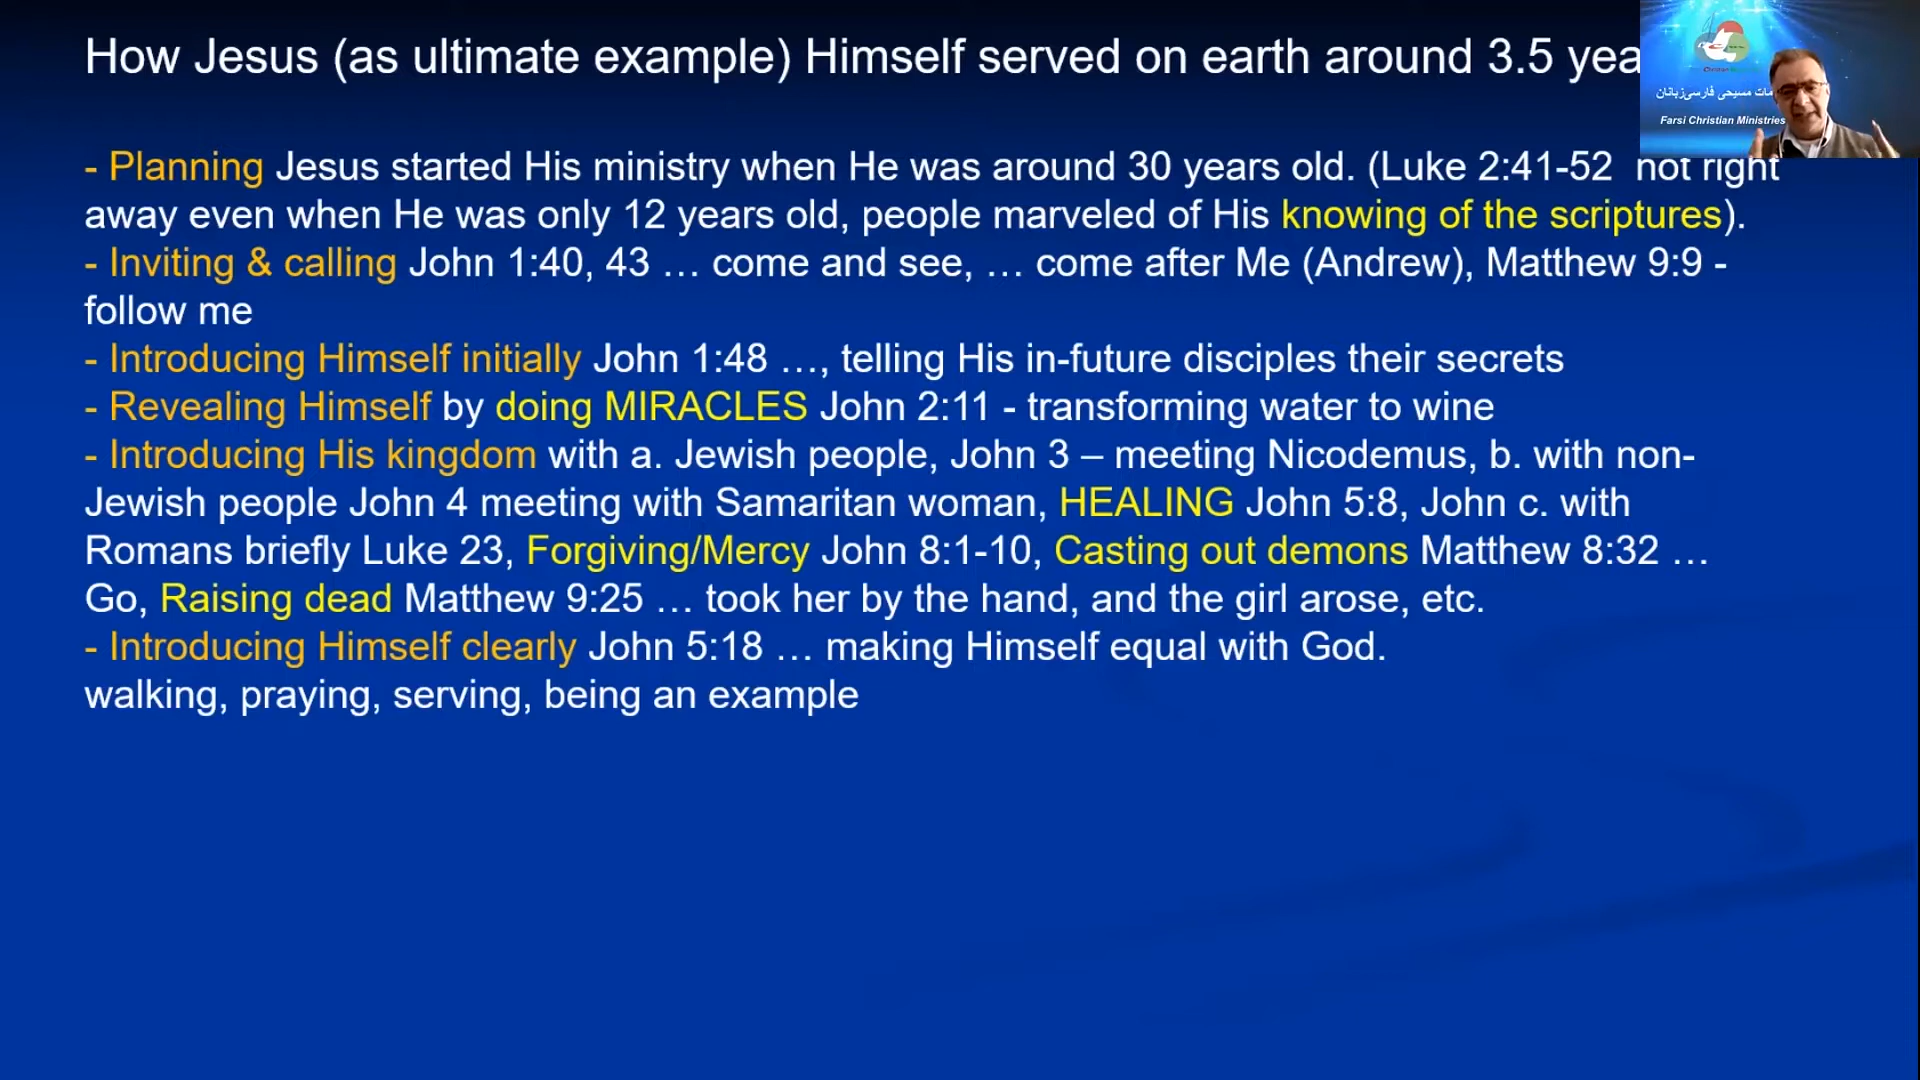 How Jesus (as ultimate example) Himself served on earth around 3.5 yea
- Planning Jesus started His ministry when He was around 30 years old. (Luke 2:41-52 not right
away even when He was only 12 years old, people marveled of His knowing of the scriptures).
- Inviting & calling John 1:40, 43 … come and see, … come after Me (Andrew), Matthew 9:9 -
follow me
- Introducing Himself initially John 1:48 …, telling His in-future disciples their secrets
- Revealing Himself by doing MIRACLES John 2:11 - transforming water to wine
- Introducing His kingdom with a. Jewish people, John 3 – meeting Nicodemus, b. with non-
Jewish people John 4 meeting with Samaritan woman, HEALING John 5:8, John c. with
Romans briefly Luke 23, Forgiving/Mercy John 8:1-10, Casting out demons Matthew 8:32 …
Go, Raising dead Matthew 9:25 … took her by the hand, and the girl arose, etc.
- Introducing Himself clearly John 5:18 … making Himself equal with God.
walking, praying, serving, being an example
مسیحی فارسی‌زبانان
Farsi Christian Ministries